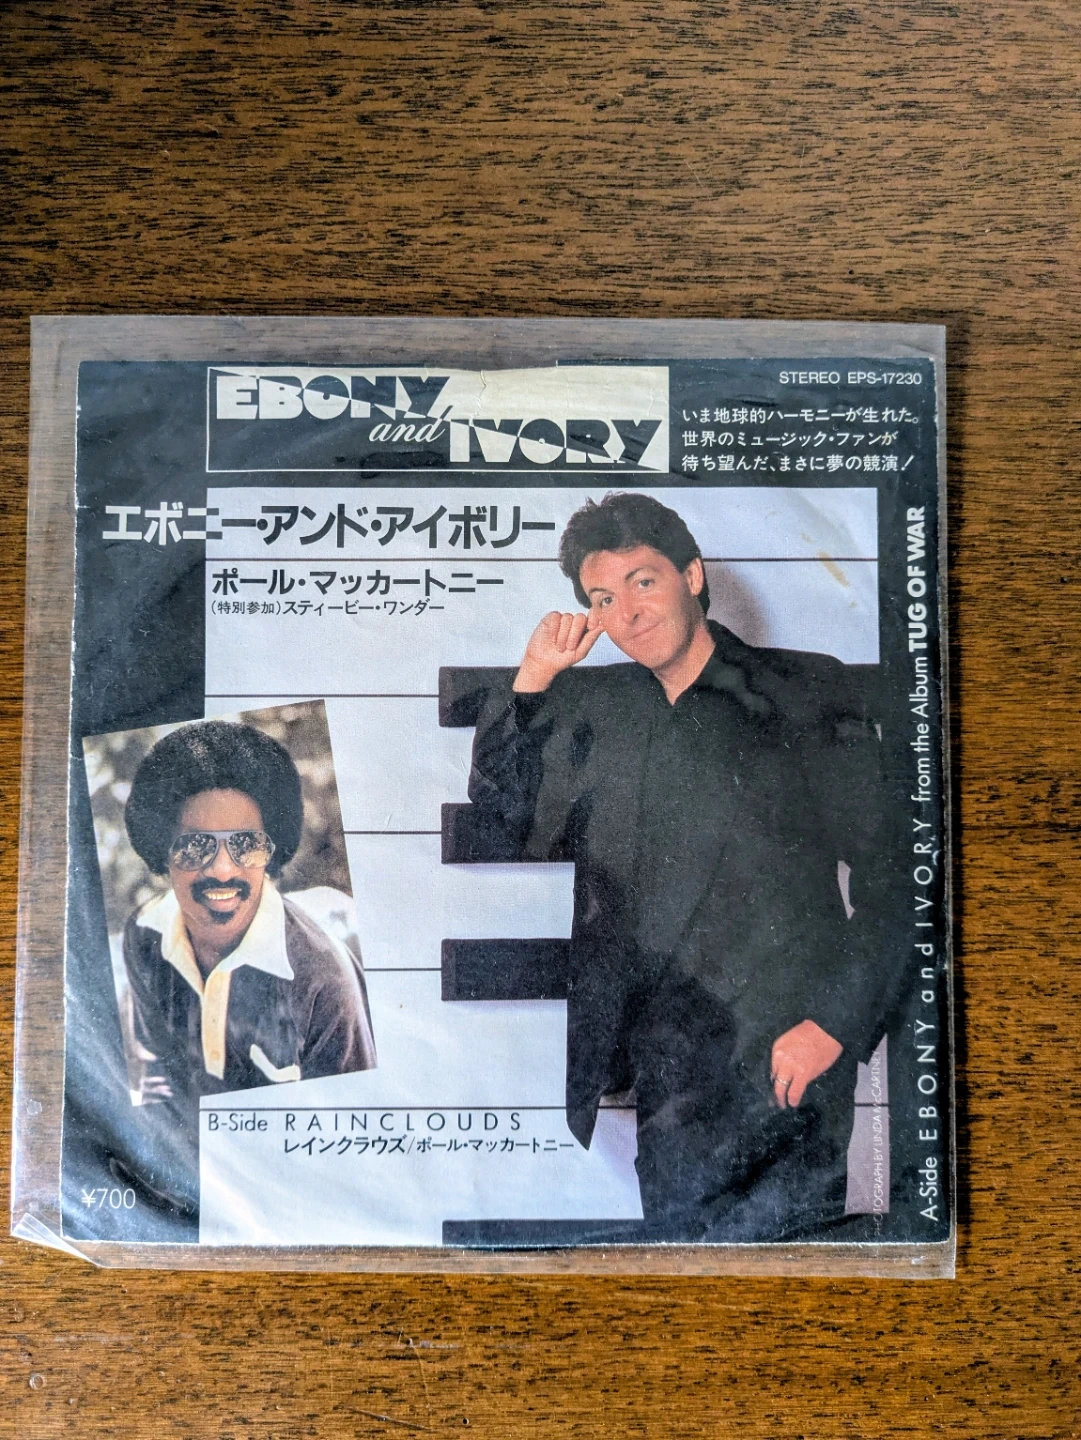 EBONY
and IVORY
STEREO EPS-17230
いま地球的ハーモニーが生れた。
世界のミュージック・ファンが
待ち望んだ、まさに夢の競演!
エボニー・アンド・アイボリー
ポール・マッカートニー
(特別参加)スティービー・ワンダー
B-Side RAINCLOUDS
レインクラウズ/ポール・マッカートニー
¥700
PHOTOGRAPH BY LINDA McCARTNEY
A-Side EBONY and IVORY from the Album TUG OF WAR